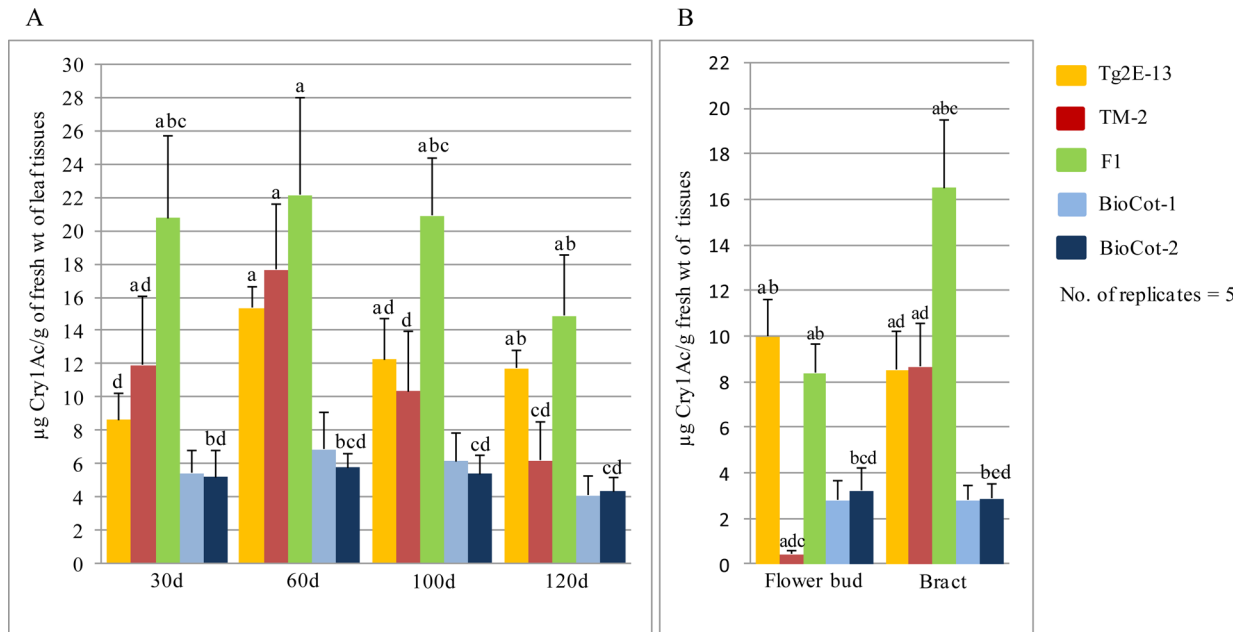 A
µg Cry1Ac/g of fresh wt of leaf tissues
30
28
26
24
22
20
18
16
14
12
10
8
6
4
2
0
d
ad
abc
bd
a
a
a
bcd
ad
d
abc
cd
ab
cd
ab
cd
30d
60d
100d
120d
B
µg Cry1Ac/g fresh wt of tissues
22
20
18
16
14
12
10
8
6
4
2
0
ab
adc
ab
bcd
ad
ad
abc
bcd
Flower bud
Bract
Tg2E-13
TM-2
F1
BioCot-1
BioCot-2
No. of replicates = 5